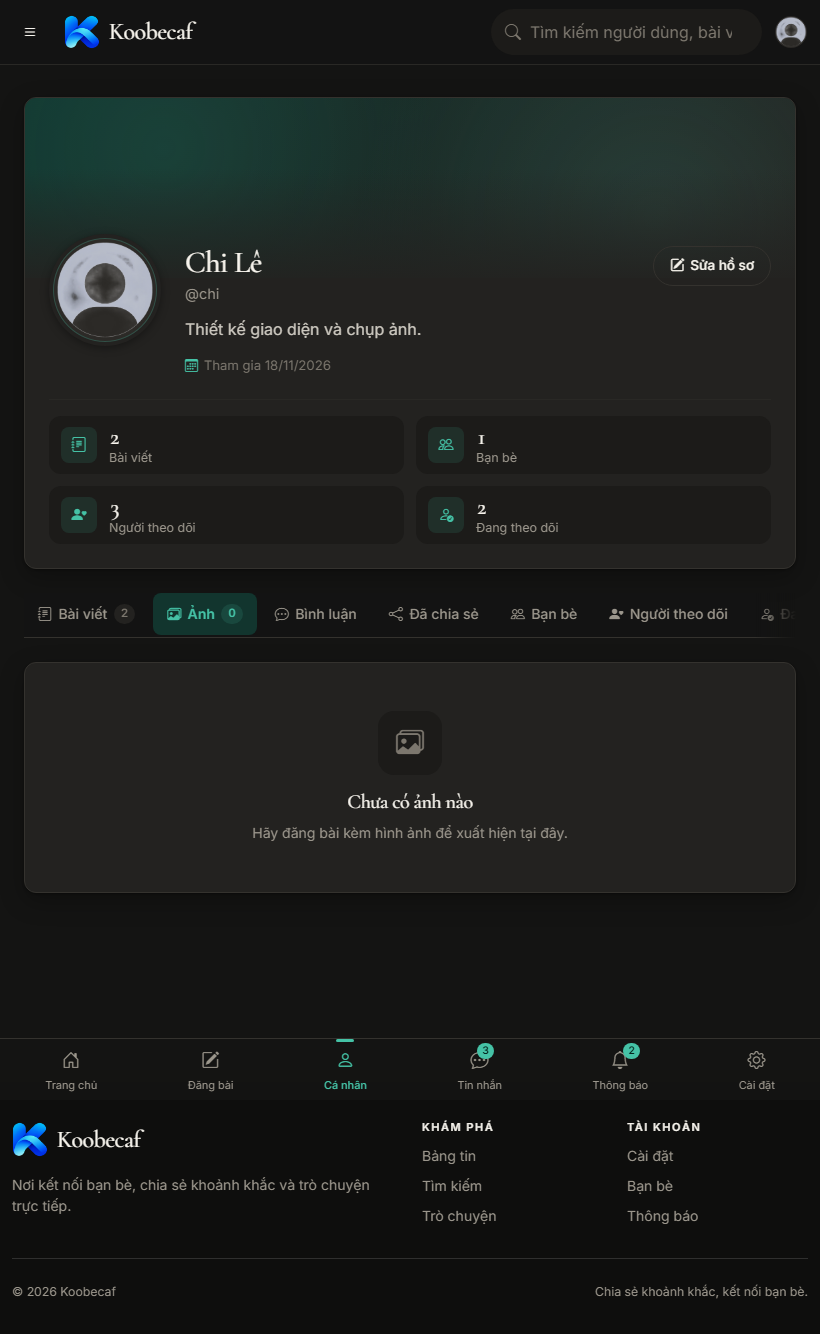 Koobecaf
Tìm kiếm người dùng, bài v
Chi Lê
@chi
Sửa hồ sơ
Thiết kế giao diện và chụp ảnh.
Tham gia 18/11/2026
2
Bài viết
1
Bạn bè
3
Người theo dõi
2
Đang theo dõi
Bài viết 2
Ảnh 0
Bình luận
Đã chia sẻ
Bạn bè
Người theo dõi
Chưa có ảnh nào
Hãy đăng bài kèm hình ảnh để xuất hiện tại đây.
Trang chủ
Đăng bài
Cá nhân
3
Tin nhắn
2
Thông báo
Cài đặt
Koobecaf
Nơi kết nối bạn bè, chia sẻ khoảnh khắc và trò chuyện
trực tiếp.
KHÁM PHÁ
Bảng tin
Tìm kiếm
Trò chuyện
TÀI KHOẢN
Cài đặt
Bạn bè
Thông báo
© 2026 Koobecaf
Chia sẻ khoảnh khắc, kết nối bạn bè.